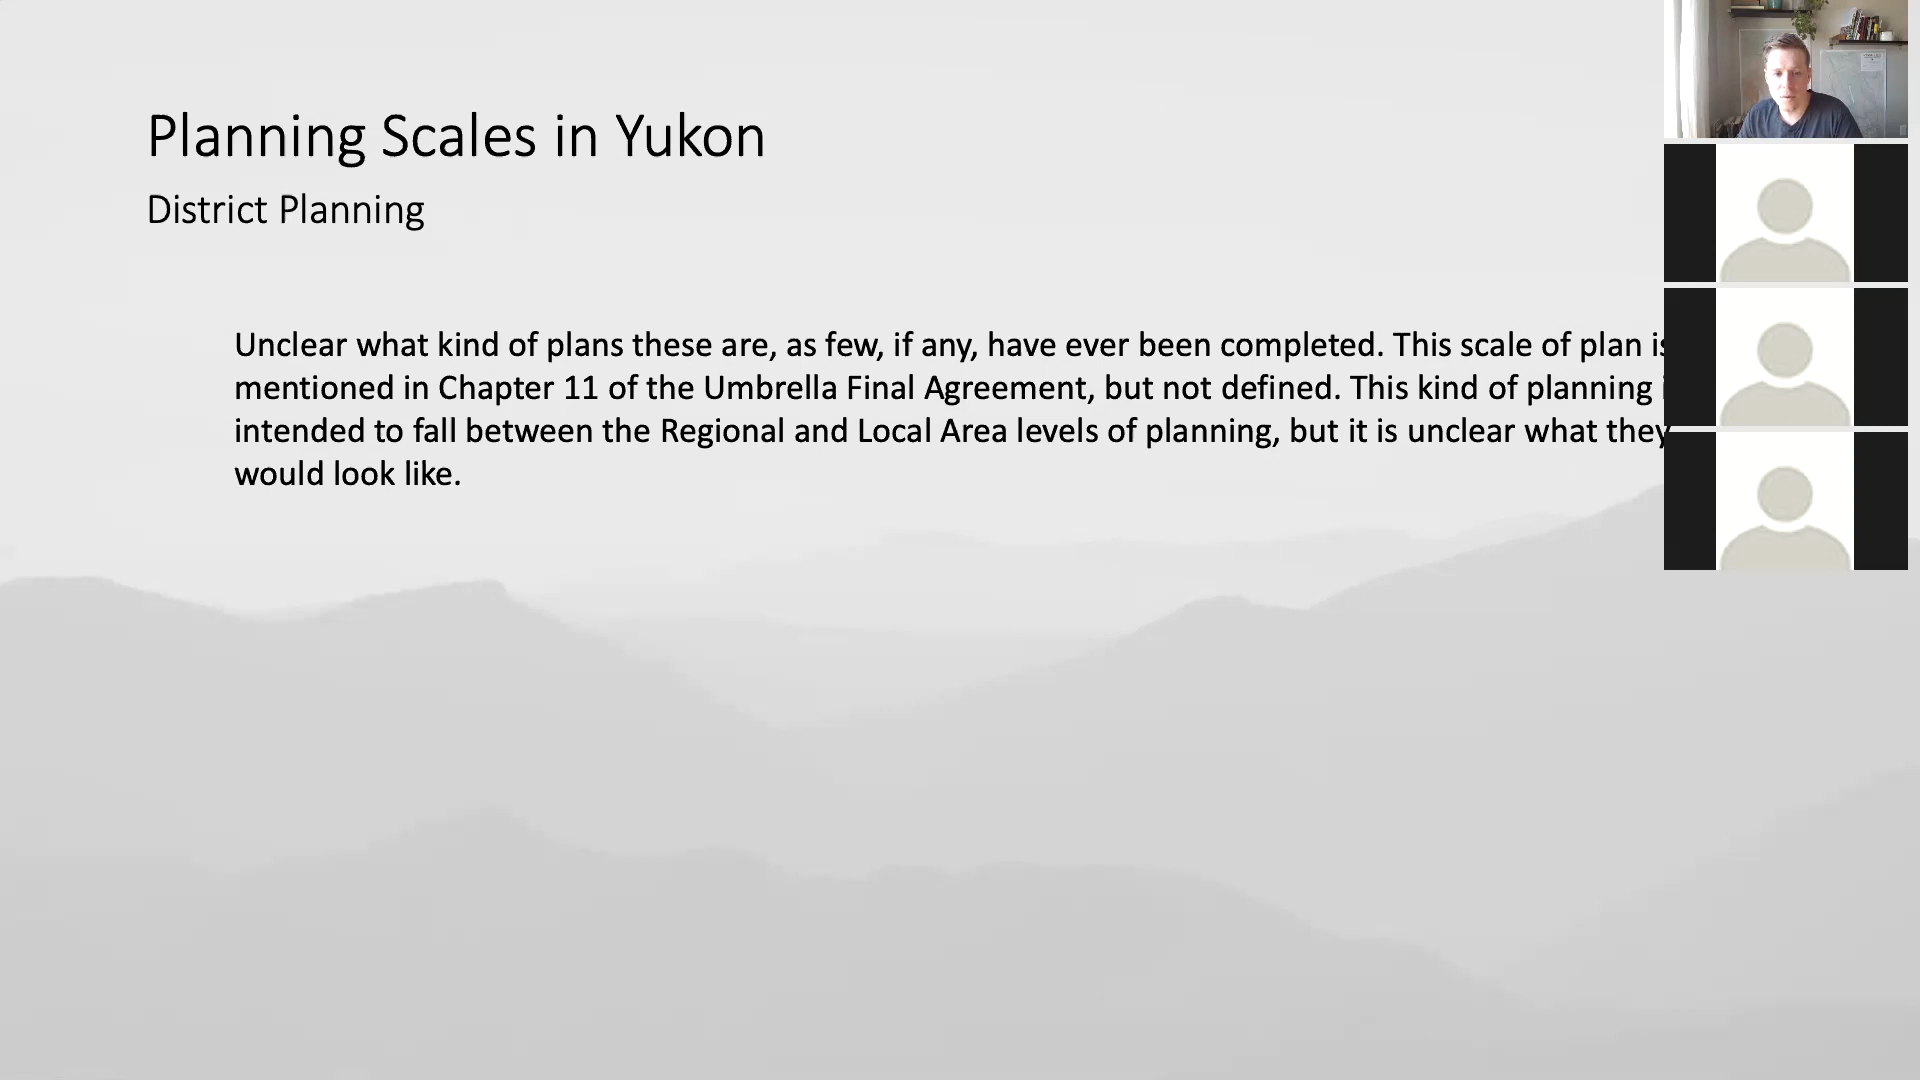 Planning Scales in Yukon
District Planning
Unclear what kind of plans these are, as few, if any, have ever been completed. This scale of plan is
mentioned in Chapter 11 of the Umbrella Final Agreement, but not defined. This kind of planning
intended to fall between the Regional and Local Area levels of planning, but it is unclear what they
would look like.